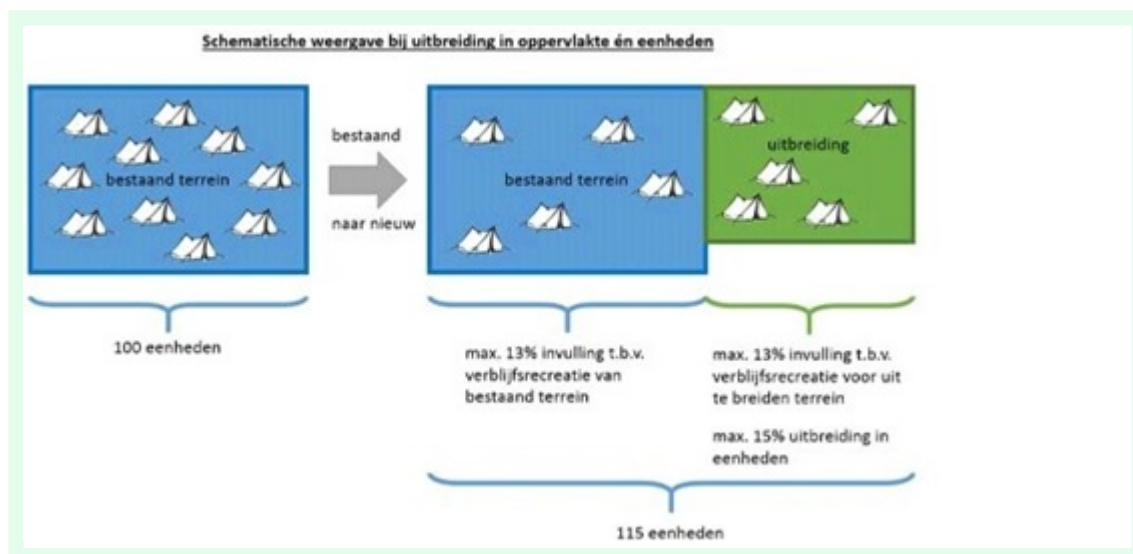 Schematische weergave bij uitbreiding in oppervlakte én eenheden
bestaand terrein
bestaand
naar nieuw
bestaand terrein
uitbreiding
100 eenheden
max. 13% invulling t.b.v.
verblijfsrecreatie van
bestaand terrein
max. 13% invulling t.b.v.
verblijfsrecreatie voor uit
te breiden terrein
max. 15% uitbreiding in
eenheden
115 eenheden